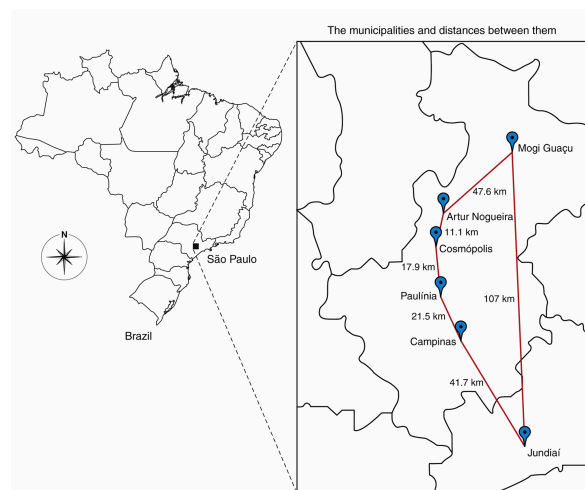 The municipalities and distances between them
Mogi Guaçu
47.6 km
Artur Nogueira
11.1 km
Cosmópolis
N
São Paulo
17.9 km
Paulínia
107 km
21.5 km
Brazil
Campinas
41.7 km
Jundiaí